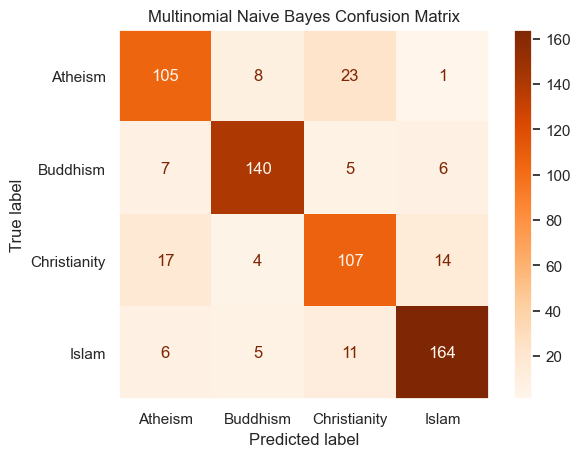 Multinomial Naive Bayes Confusion Matrix
True label
Atheism 105 8 23 1
Buddhism 7 140 5 6
Christianity 17 4 107 14
Islam 6 5 11 164
Atheism Buddhism Christianity Islam
Predicted label
160
140
120
100
80
60
40
20